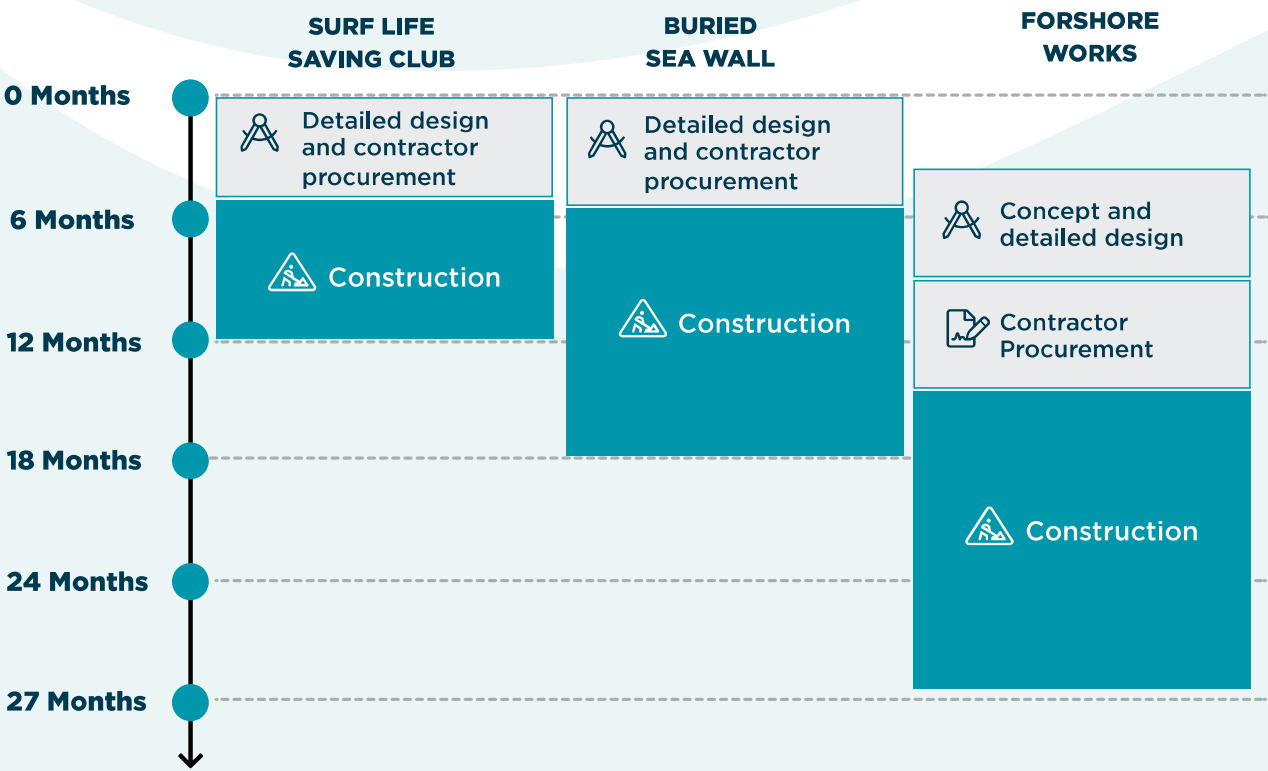 SURF LIFE
SAVING CLUB
BURIED
SEA WALL
FORSHORE
WORKS
0 Months
Detailed design
and contractor
procurement
Detailed design
and contractor
procurement
6 Months
Concept and
detailed design
Construction
Construction
Contractor
Procurement
12 Months
18 Months
Construction
24 Months
27 Months